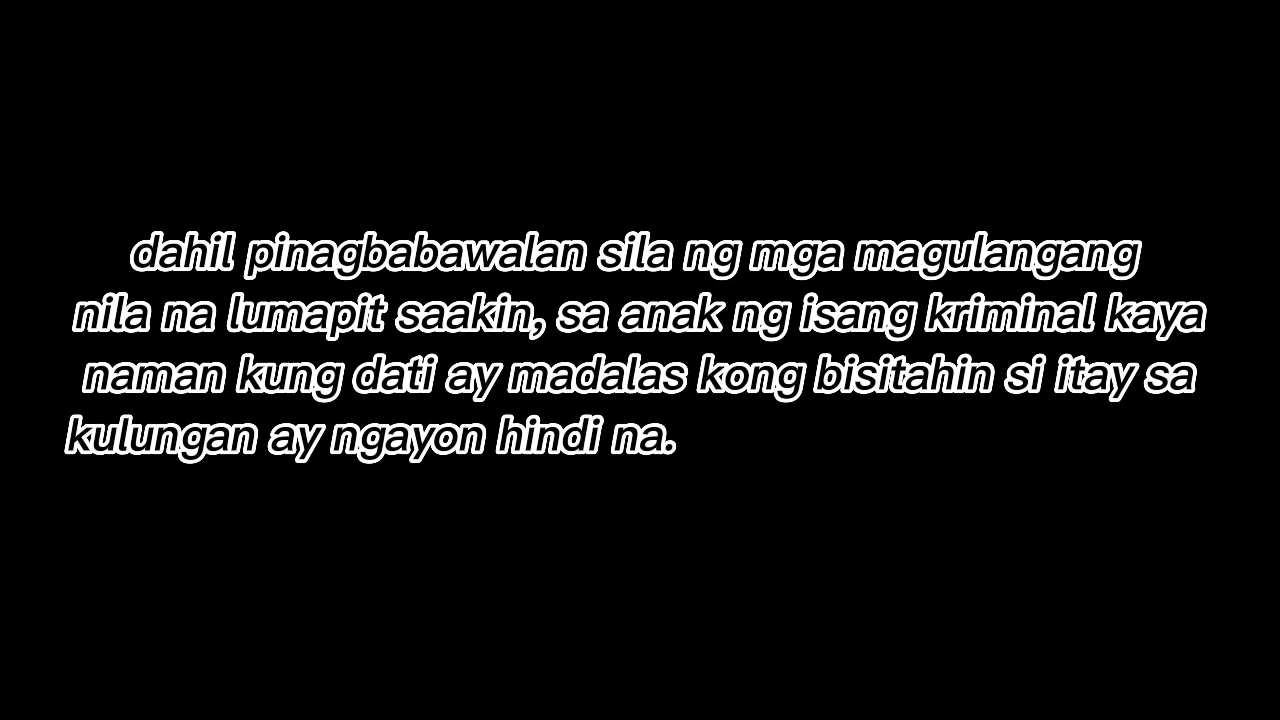 dahil pinagbabawalan sila ng mga magulangang
nila na lumapit saakin, sa anak ng isang kriminal kaya
naman kung dati ay madalas kong bisitahin si itay sa
kulungan ay ngayon hindi na.